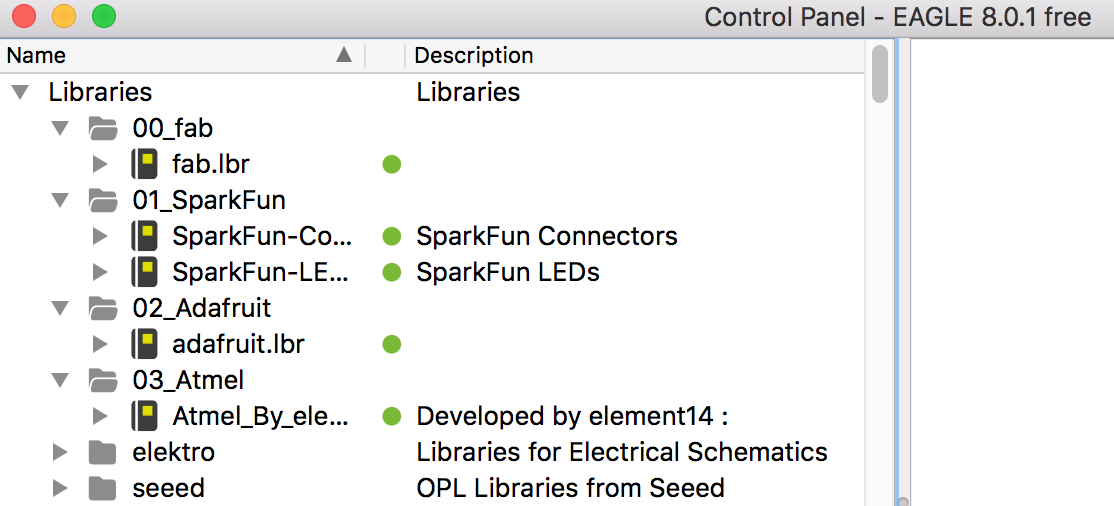 Control Panel - EAGLE 8.0.1 free
Name Description
Libraries Libraries
00_fab
fab.lbr
01_SparkFun
SparkFun-Co... SparkFun Connectors
SparkFun-LE... SparkFun LEDs
02_Adafruit
adafruit.lbr
03_Atmel
Atmel_By_ele... Developed by element14 :
elektro Libraries for Electrical Schematics
seeed OPL Libraries from Seeed